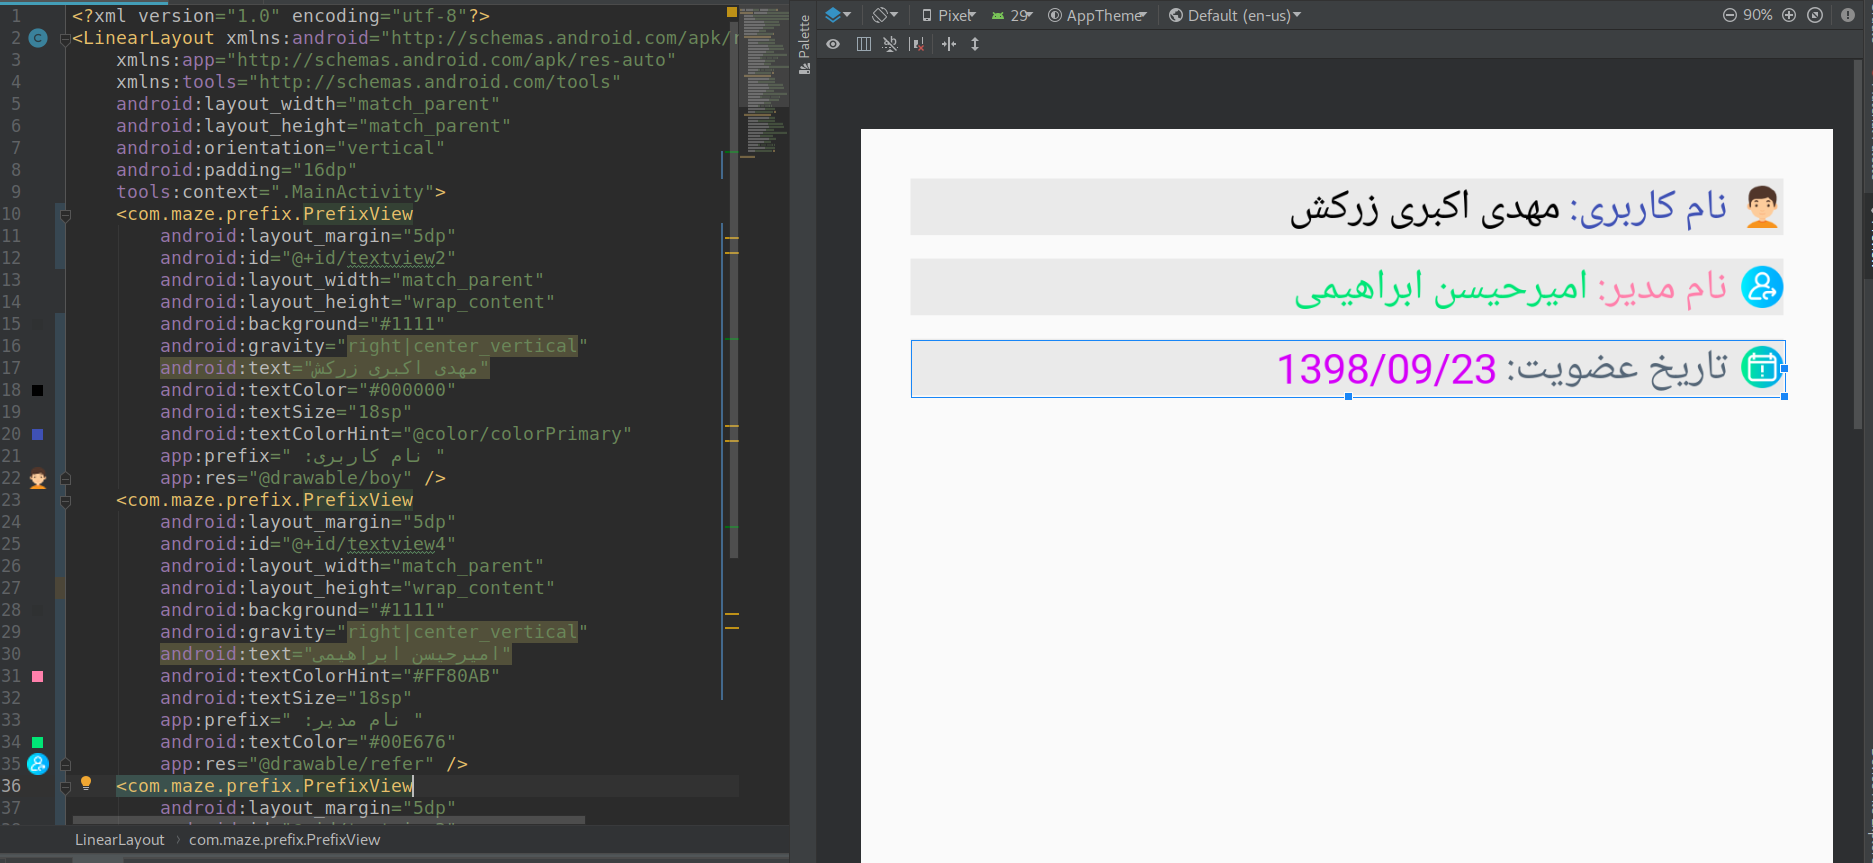 1 <?xml version="1.0" encoding="utf-8"?>
2 <LinearLayout xmlns:android="http://schemas.android.com/apk/r
3 xmlns:app="http://schemas.android.com/apk/res-auto"
4 xmlns:tools="http://schemas.android.com/tools"
5 android:layout_width="match_parent"
6 android:layout_height="match_parent"
7 android:orientation="vertical"
8 android:padding="16dp"
9 tools:context=".MainActivity">
10 <com.maze.prefix.PrefixView
11 android:layout_margin="5dp"
12 android:id="@+id/textview2"
13 android:layout_width="match_parent"
14 android:layout_height="wrap_content"
15 android:background="#1111"
16 android:gravity="right|center_vertical"
17 android:text="مهدی اکبری زرکش"
18 android:textColor="#000000"
19 android:textSize="18sp"
20 android:textColorHint="@color/colorPrimary"
21 app:prefix=" نام کاربری: "
22 app:res="@drawable/boy" />
23 <com.maze.prefix.PrefixView
24 android:layout_margin="5dp"
25 android:id="@+id/textview4"
26 android:layout_width="match_parent"
27 android:layout_height="wrap_content"
28 android:background="#1111"
29 android:gravity="right|center_vertical"
30 android:text="امیرحیسن ابراهیمی"
31 android:textColorHint="#FF80AB"
32 android:textSize="18sp"
33 app:prefix=" نام مدیر: "
34 android:textColor="#00E676"
35 app:res="@drawable/refer" />
36 <com.maze.prefix.PrefixView
37 android:layout_margin="5dp"
LinearLayout › com.maze.prefix.PrefixView
Palette
Pixel 29 AppTheme Default (en-us) 90%
نام کاربری: مهدی اکبری زرکش
نام مدیر: امیرحیسن ابراهیمی
تاریخ عضویت: 1398/09/23